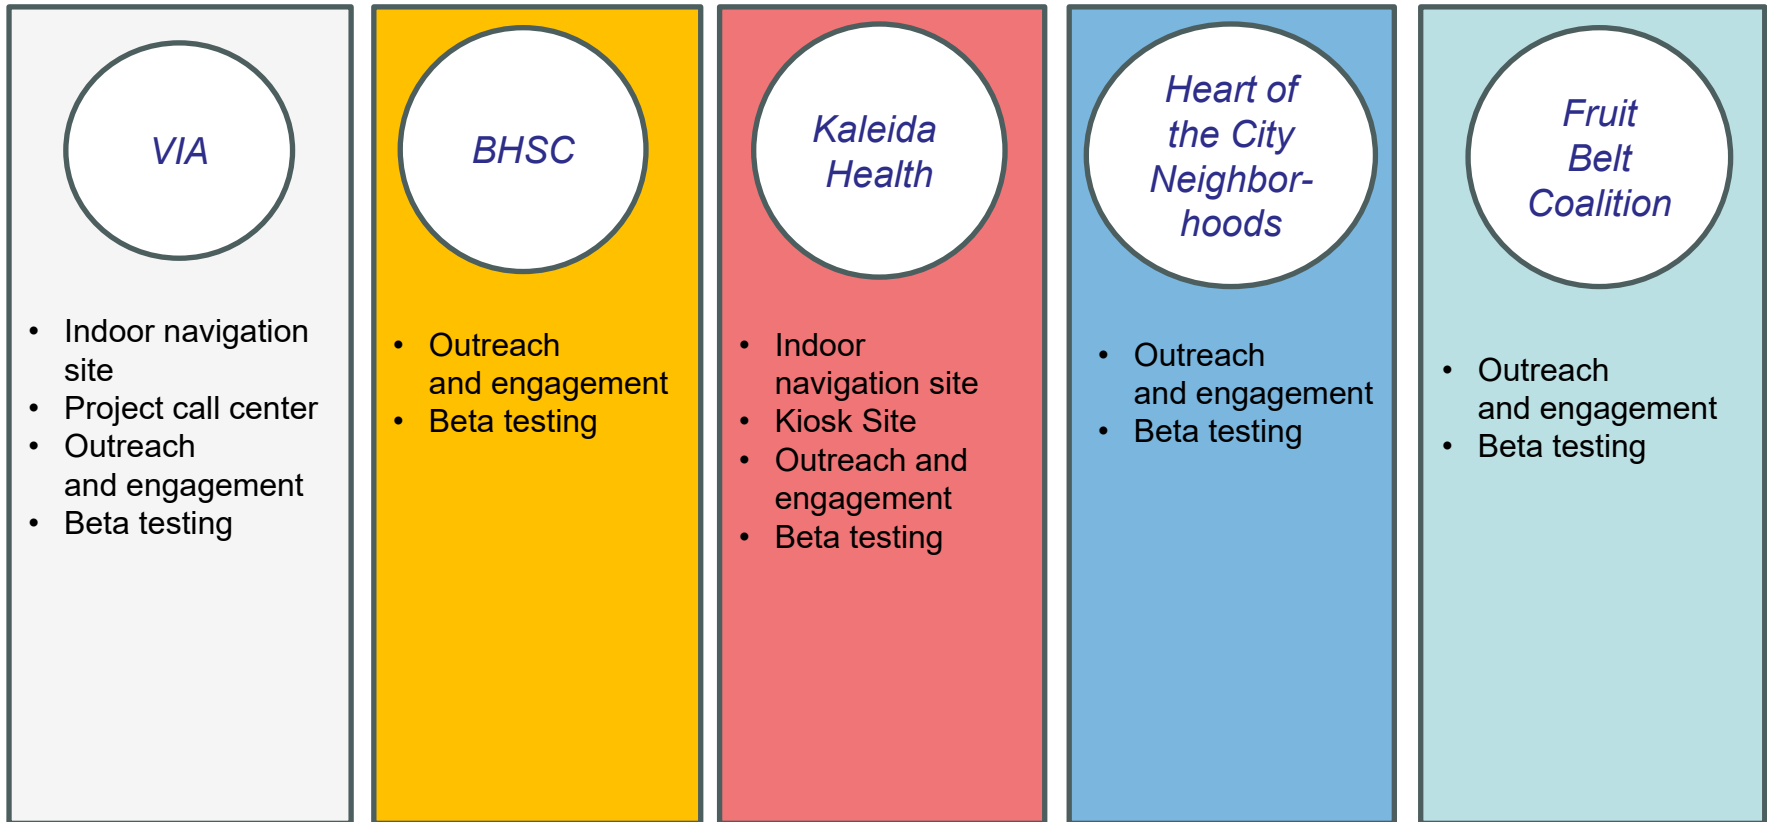 VIA
• Indoor navigation
site
• Project call center
• Outreach
and engagement
• Beta testing
BHSC
• Outreach
and engagement
• Beta testing
Kaleida
Health
• Indoor
navigation site
• Kiosk Site
• Outreach and
engagement
• Beta testing
Heart of
the City
Neighbor-
hoods
• Outreach
and engagement
• Beta testing
Fruit
Belt
Coalition
• Outreach
and engagement
• Beta testing